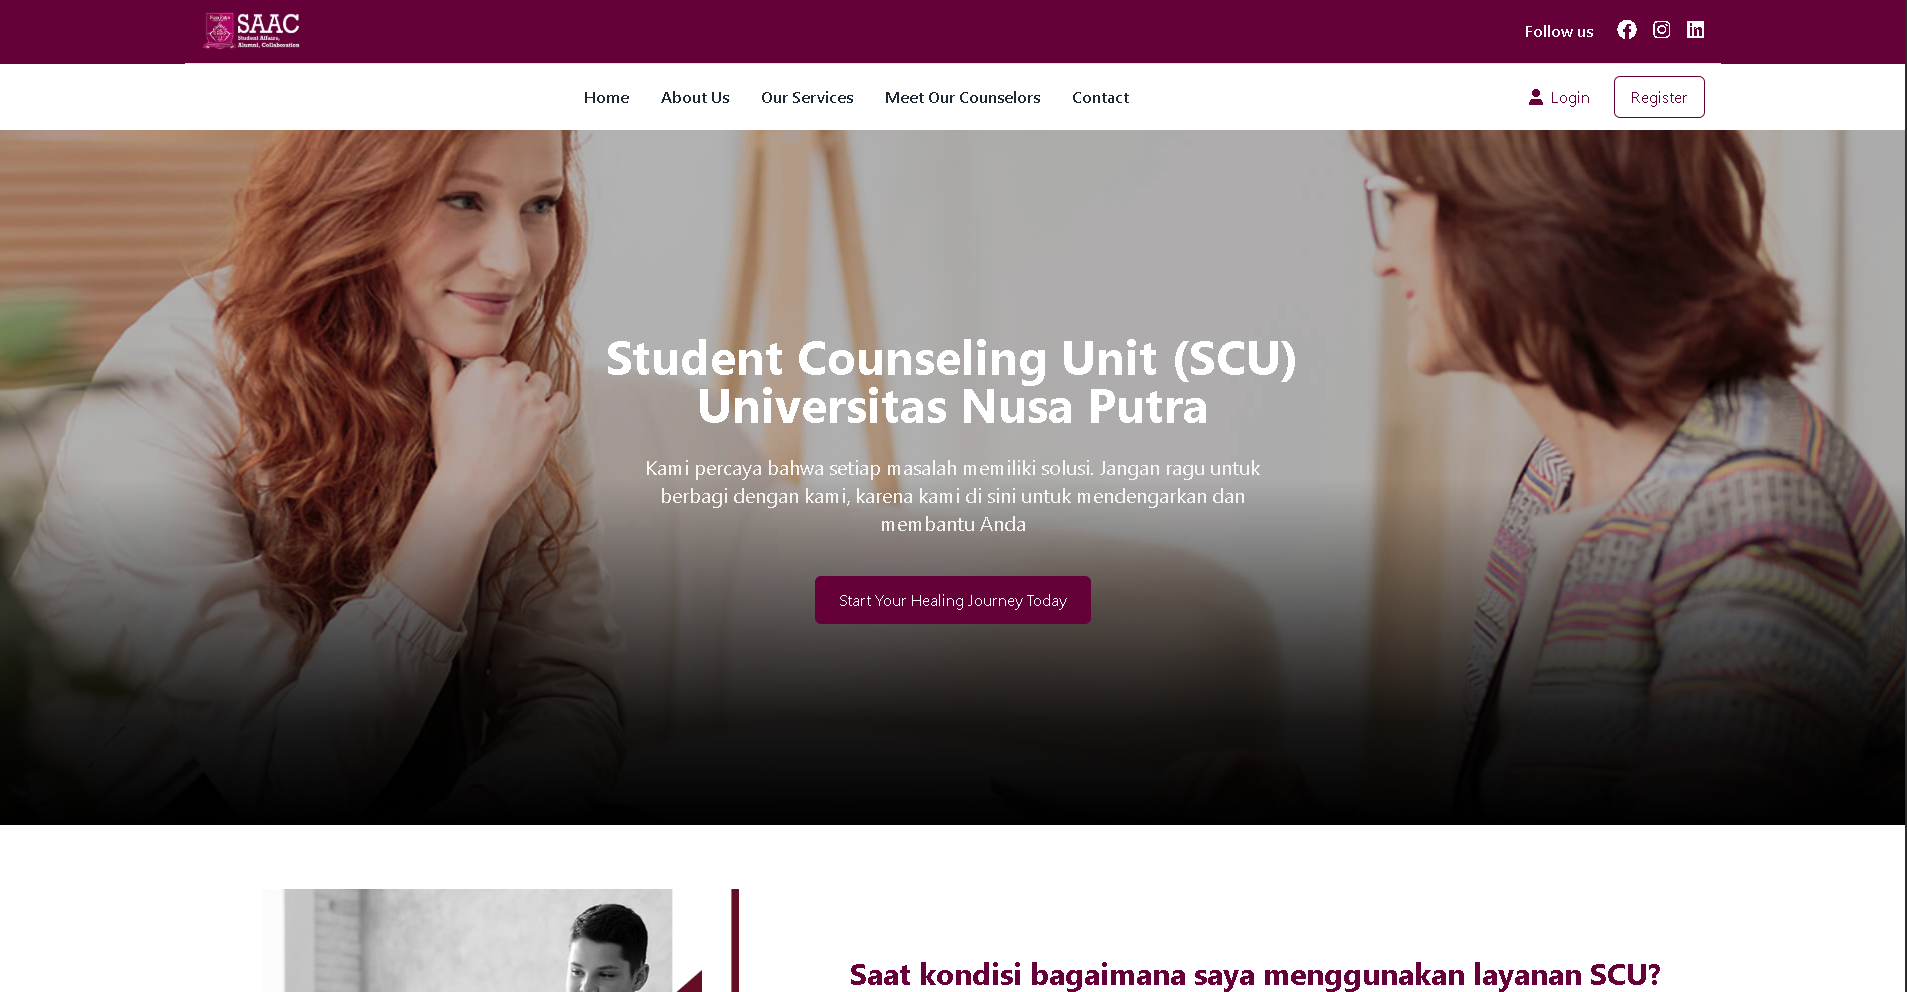 SAAC
Student Affairs,
Alumni, Collaboration
Follow us
Home About Us Our Services Meet Our Counselors Contact
Login Register
Student Counseling Unit (SCU)
Universitas Nusa Putra
Kami percaya bahwa setiap masalah memiliki solusi. Jangan ragu untuk
berbagi dengan kami, karena kami di sini untuk mendengarkan dan
membantu Anda
Start Your Healing Journey Today
Saat kondisi bagaimana saya menggunakan layanan SCU?